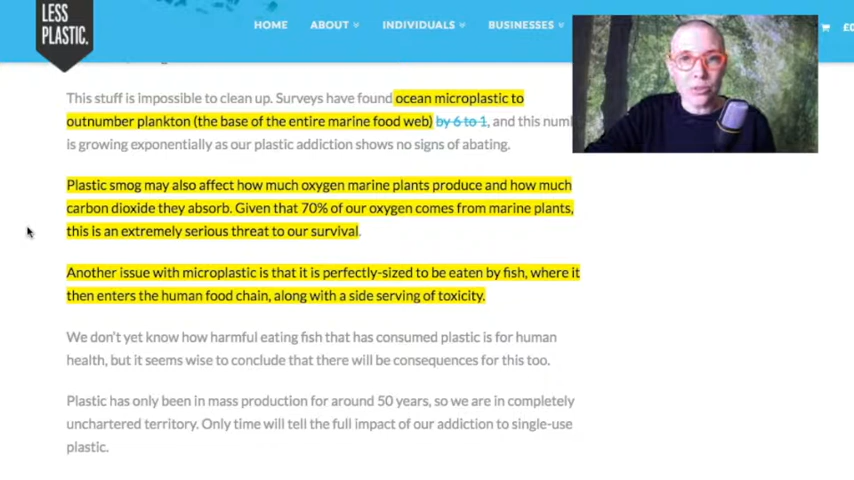 LESS
PLASTIC.
HOME
ABOUT
INDIVIDUALS
BUSINESSES
This stuff is impossible to clean up. Surveys have found ocean microplastic to
outnumber plankton (the base of the entire marine food web) by 6 to 1, and this num
is growing exponentially as our plastic addiction shows no signs of abating.
Plastic smog may also affect how much oxygen marine plants produce and how much
carbon dioxide they absorb. Given that 70% of our oxygen comes from marine plants,
this is an extremely serious threat to our survival.
Another issue with microplastic is that it is perfectly-sized to be eaten by fish, where it
then enters the human food chain, along with a side serving of toxicity.
We don't yet know how harmful eating fish that has consumed plastic is for human
health, but it seems wise to conclude that there will be consequences for this too.
Plastic has only been in mass production for around 50 years, so we are in completely
unchartered territory. Only time will tell the full impact of our addiction to single-use
plastic.